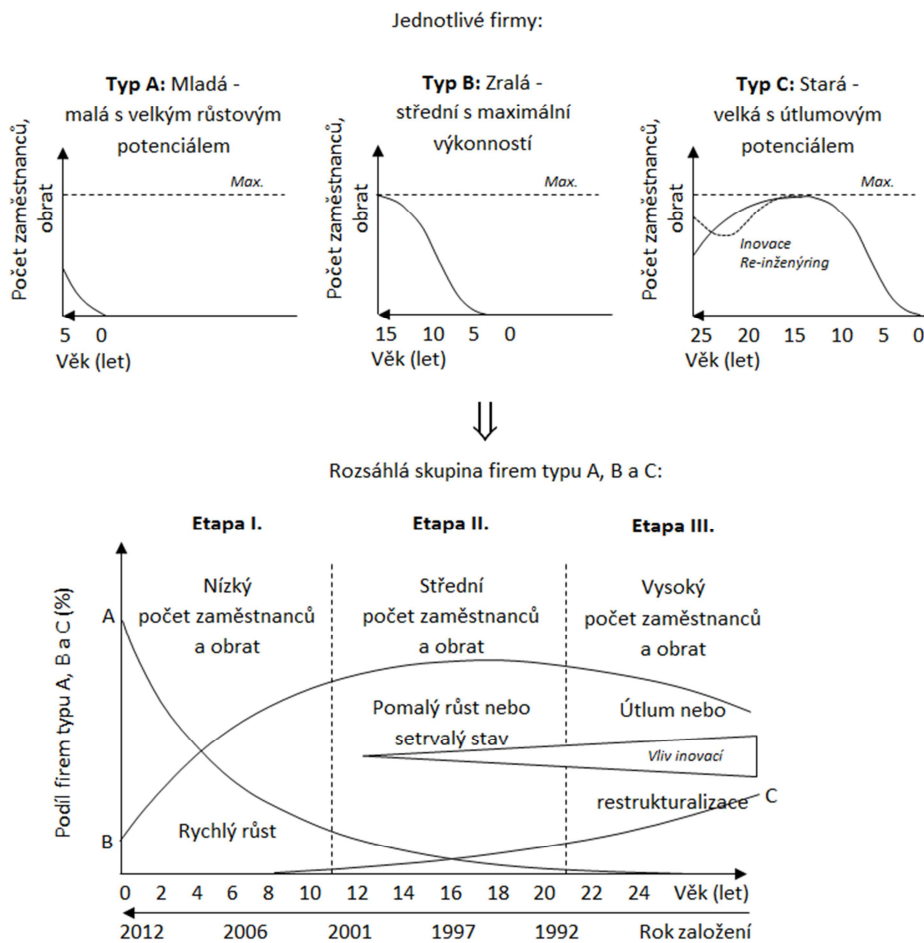 Jednotlivé firmy:
Typ A: Mladá -
malá s velkým růstovým
potenciálem
Počet zaměstnanců,
obrat
Max.
5 0
Věk (let)
Typ B: Zralá -
střední s maximální
výkonností
Počet zaměstnanců,
obrat
Max.
15 10 5 0
Věk (let)
Typ C: Stará -
velká s útlumovým
potenciálem
Počet zaměstnanců,
obrat
Max.
Inovace
Re-inženýring
25 20 15 10 5 0
Věk (let)
Rozsáhlá skupina firem typu A, B a C:
Etapa I.
Etapa II.
Etapa III.
Podíl firem typu A, B a C (%)
Nízký
počet zaměstnanců
a obrat
Střední
počet zaměstnanců
a obrat
Vysoký
počet zaměstnanců
a obrat
A
Pomalý růst nebo
setrvalý stav
Útlum nebo
Vliv inovací
restrukturalizace
C
B
Rychlý růst
0 2 4 6 8 10 12 14 16 18 20 22 24 Věk (let)
2012 2006 2001 1997 1992 Rok založení